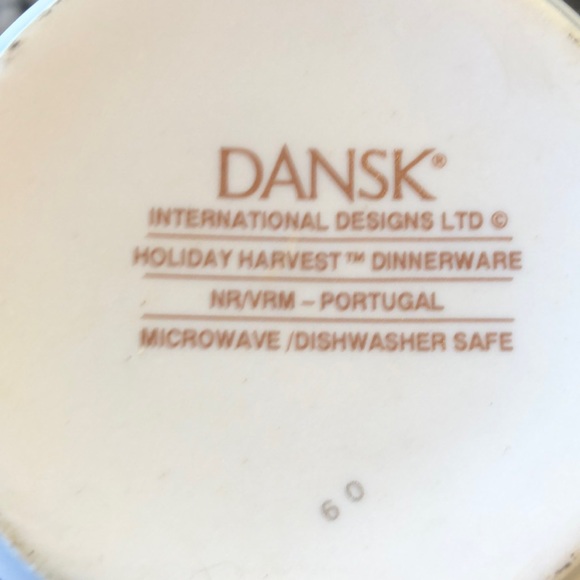 DANSK®
INTERNATIONAL DESIGNS LTD ©
HOLIDAY HARVEST™ DINNERWARE
NR/VRM – PORTUGAL
MICROWAVE /DISHWASHER SAFE
60